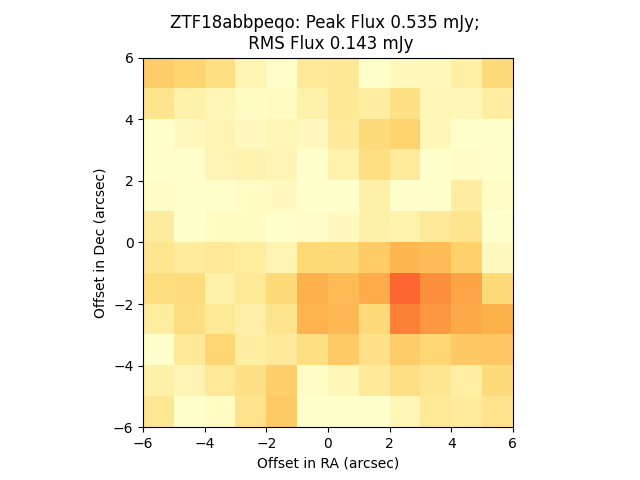 ZTF18abbpeqo: Peak Flux 0.535 mJy;
RMS Flux 0.143 mJy
6
4
2
0
−2
−4
−6
Offset in Dec (arcsec)
−6 −4 −2 0 2 4 6
Offset in RA (arcsec)